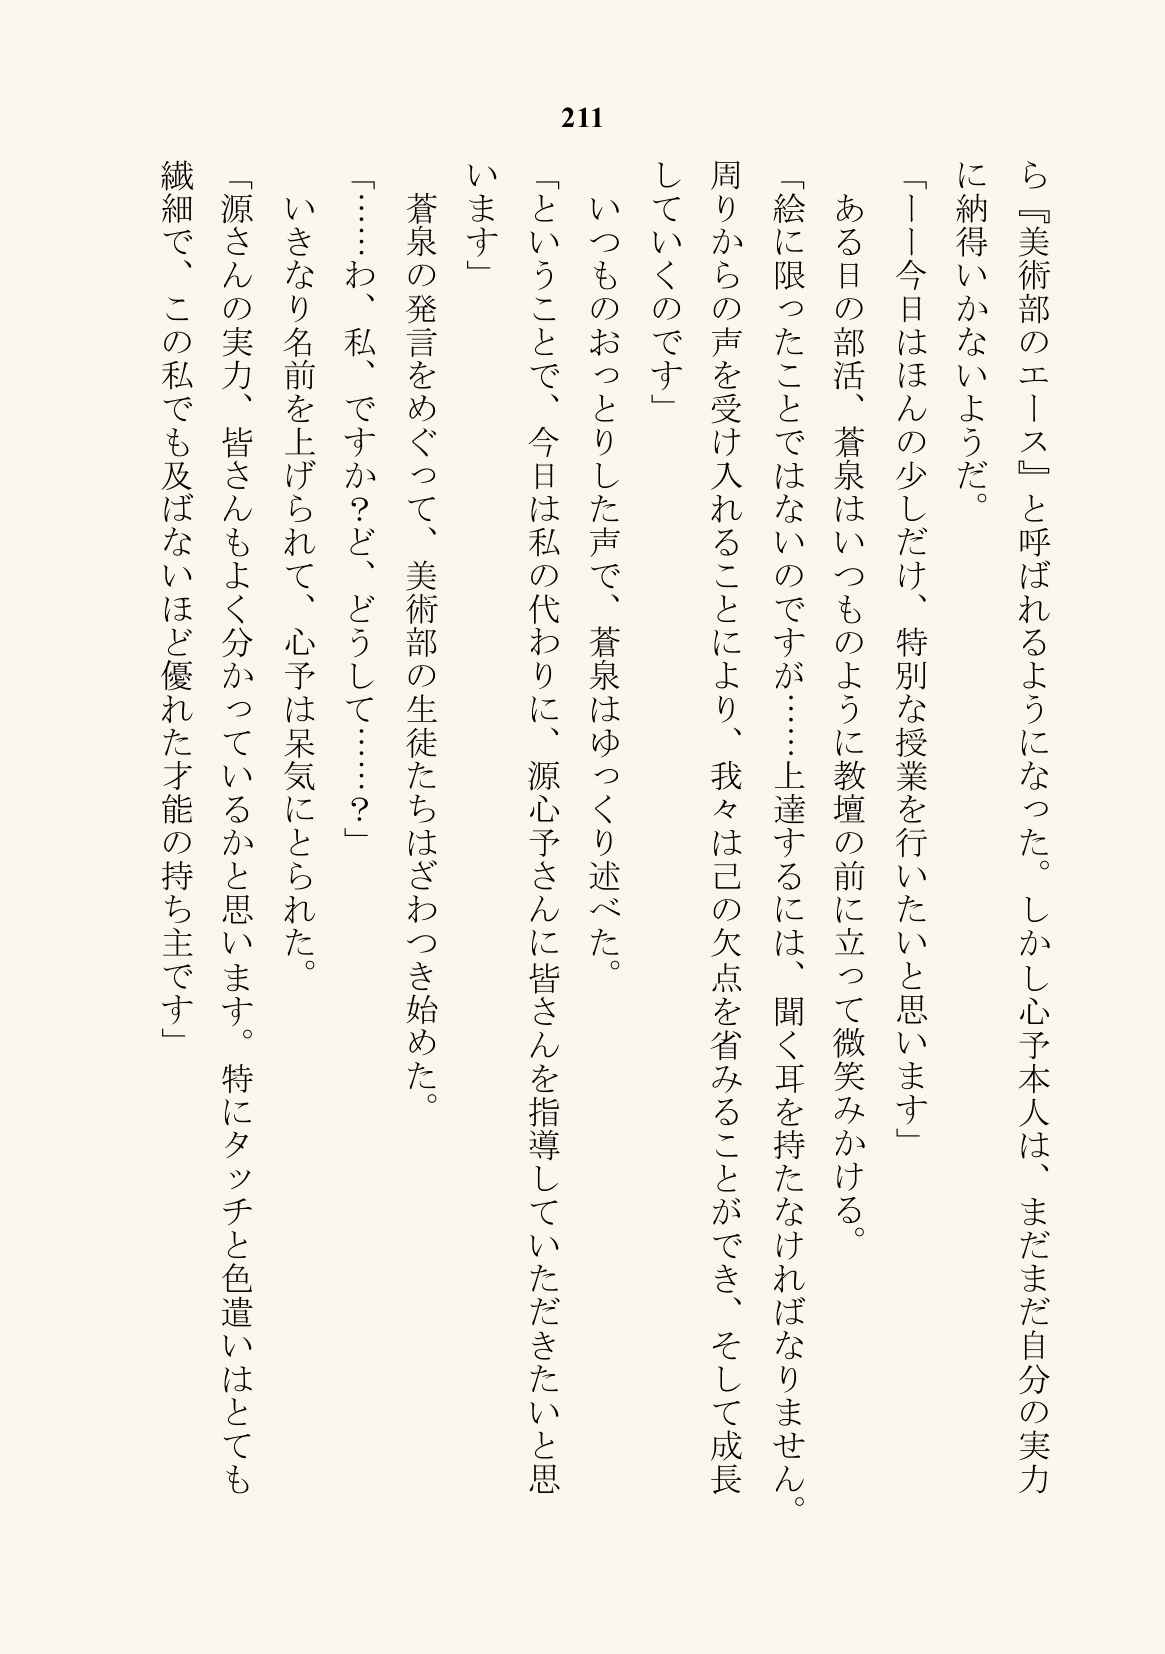 211
ら『美術部のエース』と呼ばれるようになった。しかし心予本人は、まだまだ自分の実力
に納得いかないようだ。
「ーー今日はほんの少しだけ、特別な授業を行いたいと思います」
　ある日の部活、蒼泉はいつものように教壇の前に立って微笑みかける。
「絵に限ったことではないのですが……上達するには、聞く耳を持たなければなりません。
周りからの声を受け入れることにより、我々は己の欠点を省みることができ、そして成長
していくのです」
　いつものおっとりした声で、蒼泉はゆっくり述べた。
「ということで、今日は私の代わりに、源心予さんに皆さんを指導していただきたいと思
います」
　蒼泉の発言をめぐって、美術部の生徒たちはざわつき始めた。
「……わ、私、ですか？ど、どうして……？」
　いきなり名前を上げられて、心予は呆気にとられた。
「源さんの実力、皆さんもよく分かっているかと思います。特にタッチと色遣いはとても
繊細で、この私でも及ばないほど優れた才能の持ち主です」